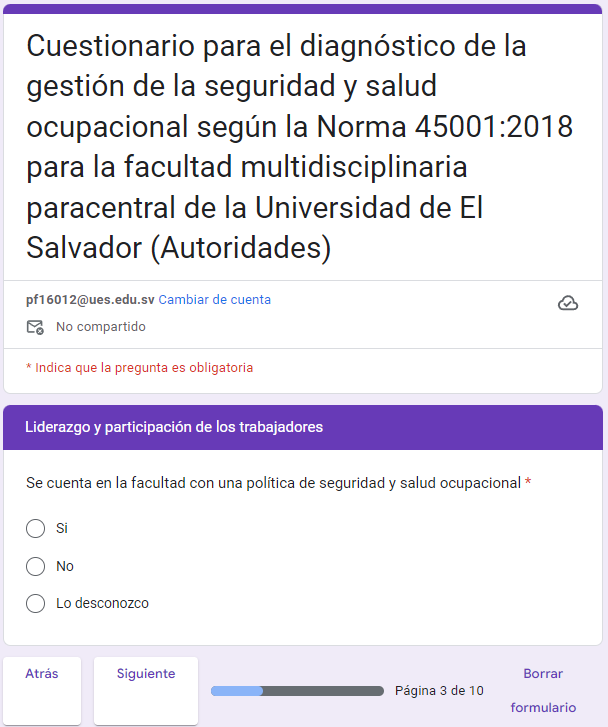 Cuestionario para el diagnóstico de la
gestión de la seguridad y salud
ocupacional según la Norma 45001:2018
para la facultad multidisciplinaria
paracentral de la Universidad de El
Salvador (Autoridades)
pf16012@ues.edu.sv Cambiar de cuenta
No compartido
* Indica que la pregunta es obligatoria
Liderazgo y participación de los trabajadores
Se cuenta en la facultad con una política de seguridad y salud ocupacional *
Si
No
Lo desconozco
Atrás
Siguiente
Página 3 de 10
Borrar
formulario